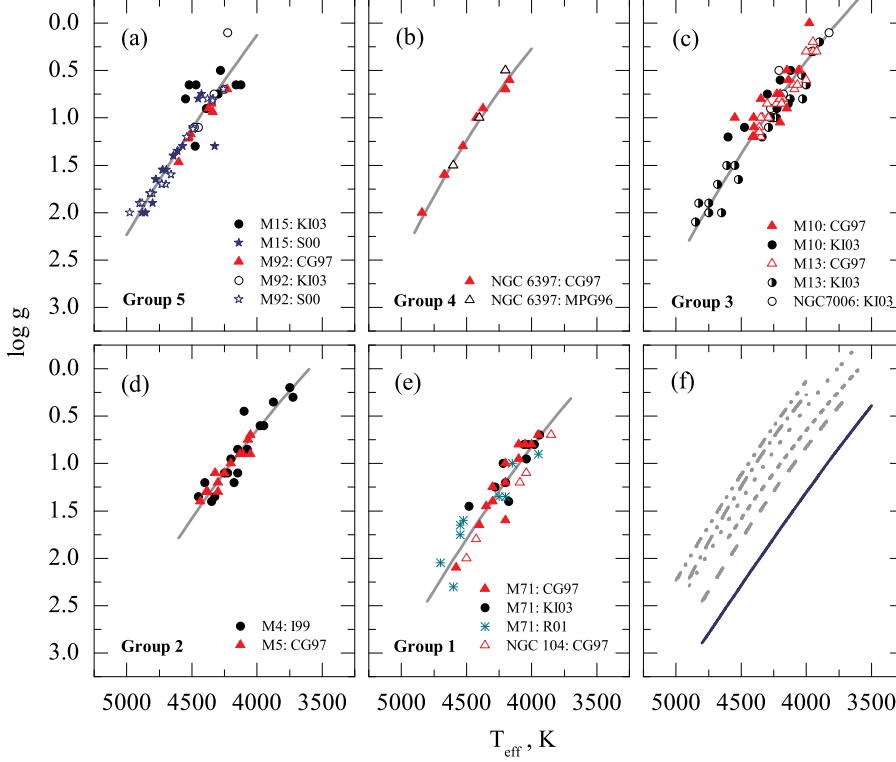 (a)
(b)
(c)
0.0
0.5
1.0
1.5
2.0
2.5
3.0
M15: KI03
M15: S00
M92: CG97
M92: KI03
M92: S00
Group 5
NGC 6397: CG97
NGC 6397: MPG96
Group 4
M10: CG97
M10: KI03
M13: CG97
M13: KI03
NGC7006: KI03
Group 3
log g
(d)
(e)
(f)
0.0
0.5
1.0
1.5
2.0
2.5
3.0
M4: I99
M5: CG97
Group 2
M71: CG97
M71: KI03
M71: R01
NGC 104: CG97
Group 1
5000 4500 4000
5000 4500 4000
5000 4500 4000 3500
T_eff , K